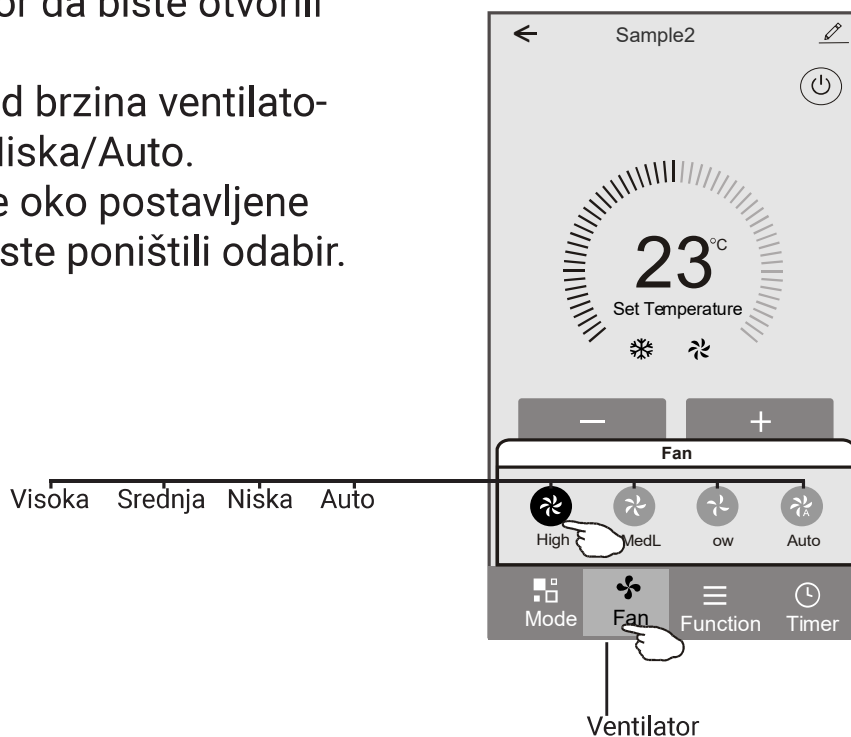 or da biste otvorili
d brzina ventilato-
Niska/Auto.
e oko postavljene
ste poništili odabir.
Sample2
23°C
Set Temperature
− +
Fan
Visoka Srednja Niska Auto
High MedL ow Auto
A
Mode Fan Function Timer
Ventilator